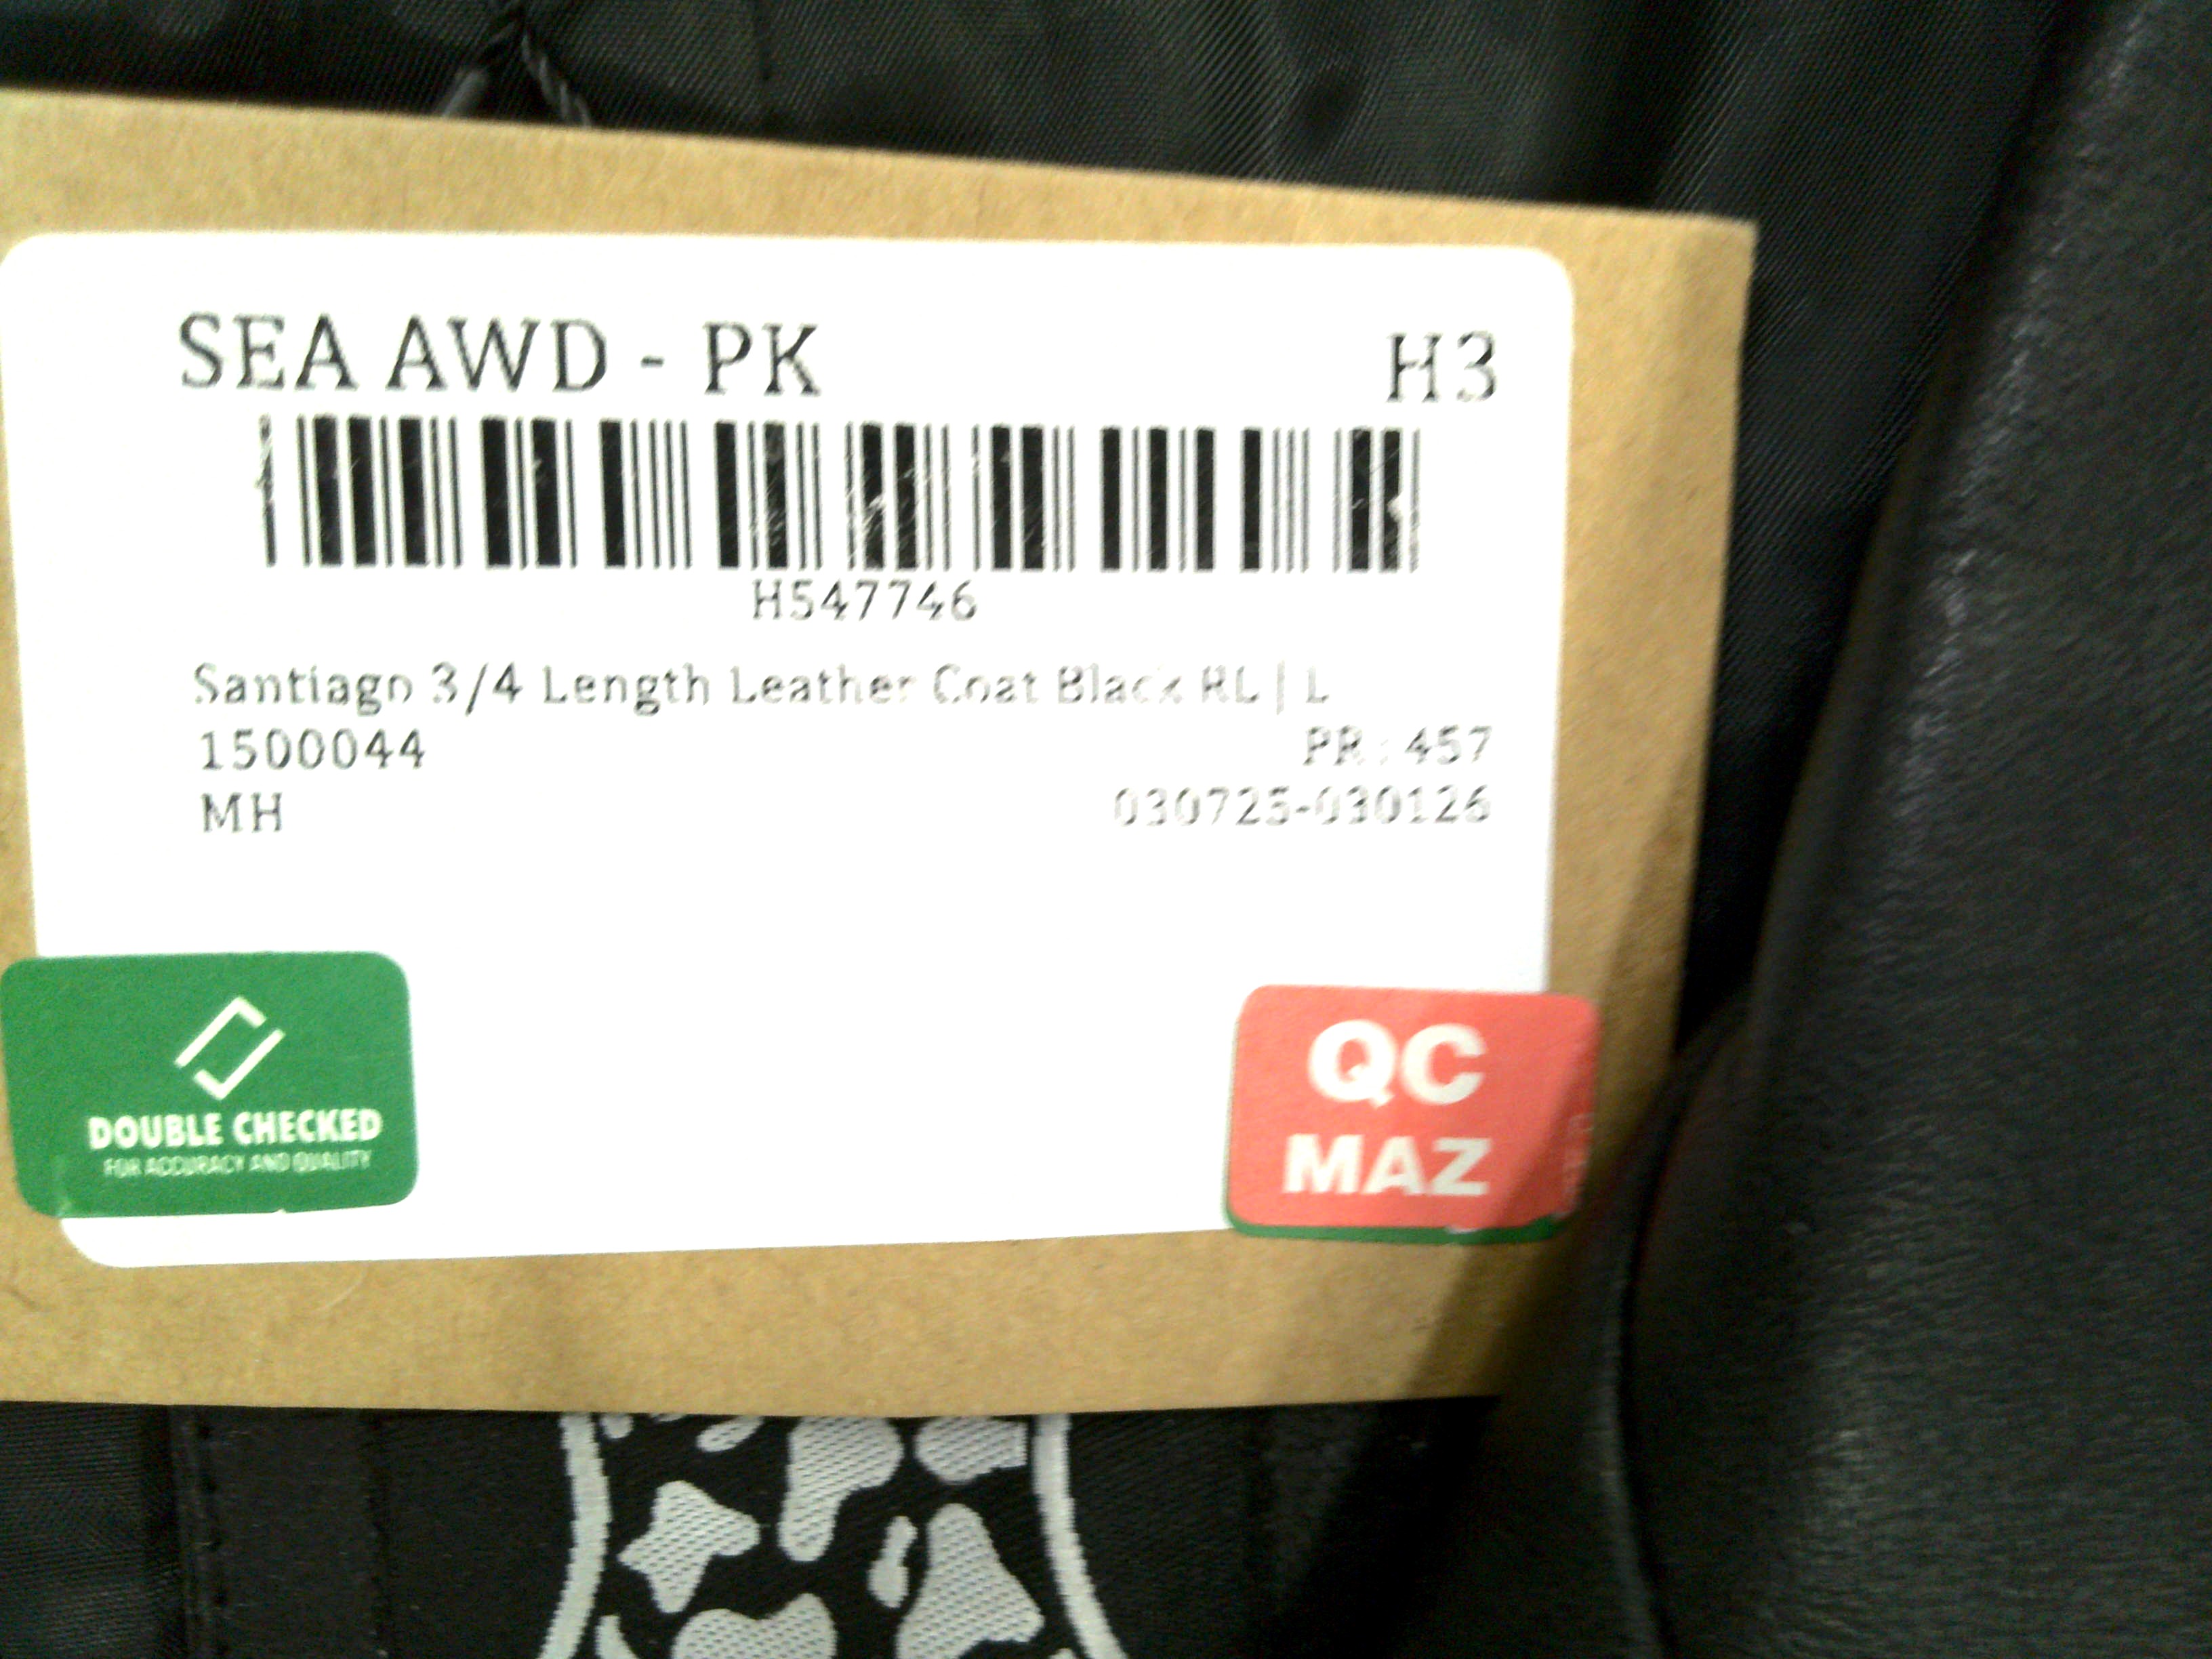 SEA AWD - PK H3
H547746
Santiago 3/4 Length Leather Coat Black RL | L
1500044 PR : 457
MH 030725-030126
DOUBLE CHECKED
FOR ACCURACY AND QUALITY
QC
MAZ